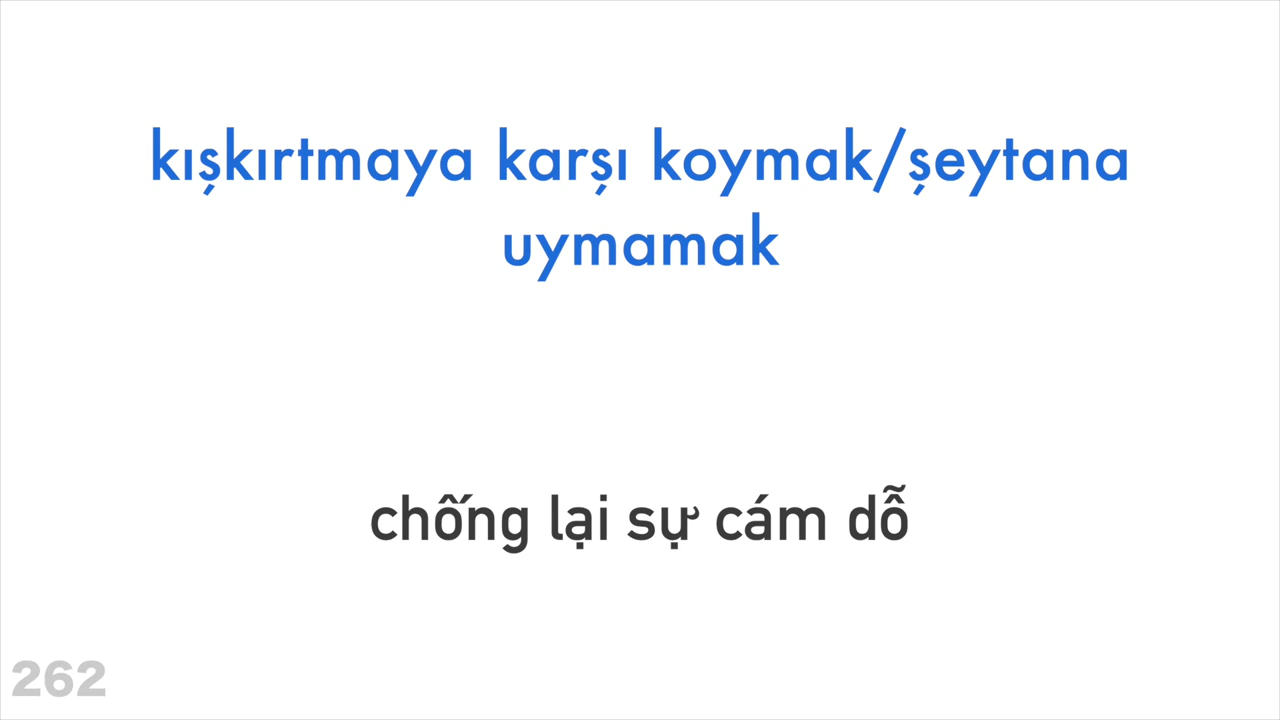 kışkırtmaya karşı koymak/şeytana
uymamak
chống lại sự cám dỗ
262